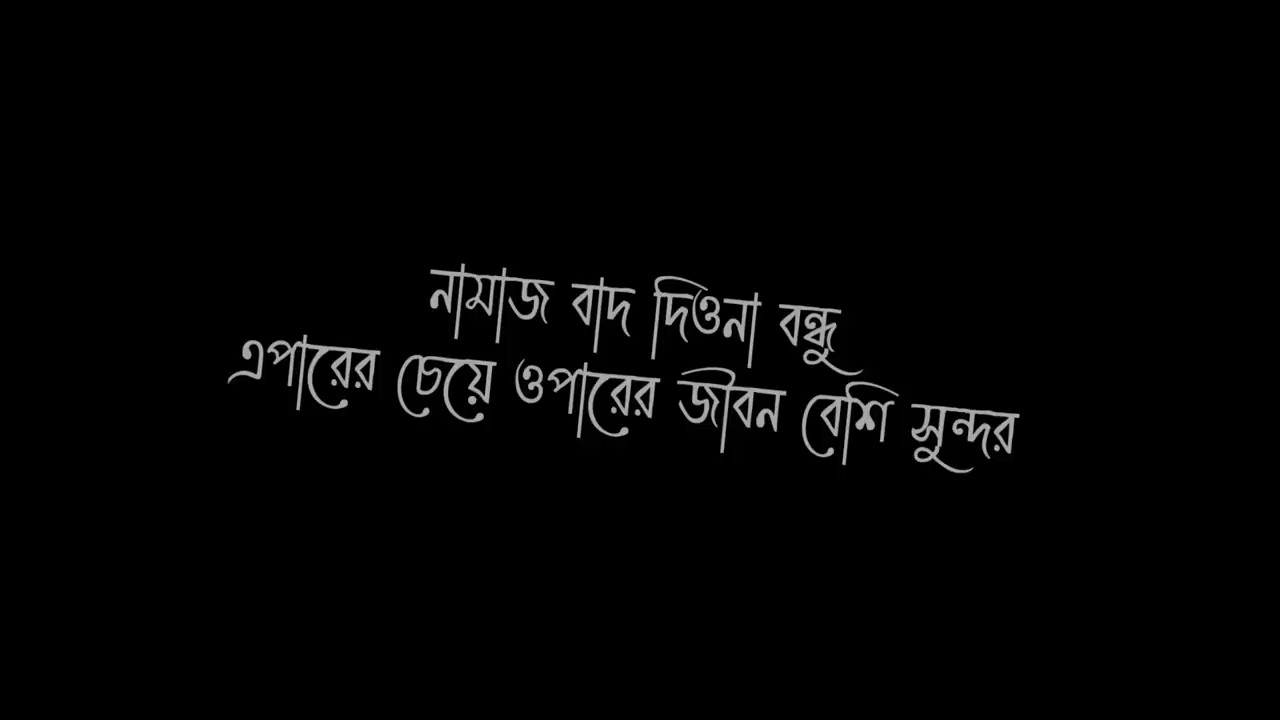 নামাজ বাদ দিওনা বন্ধু
এপারের চেয়ে ওপারের জীবন বেশি সুন্দর